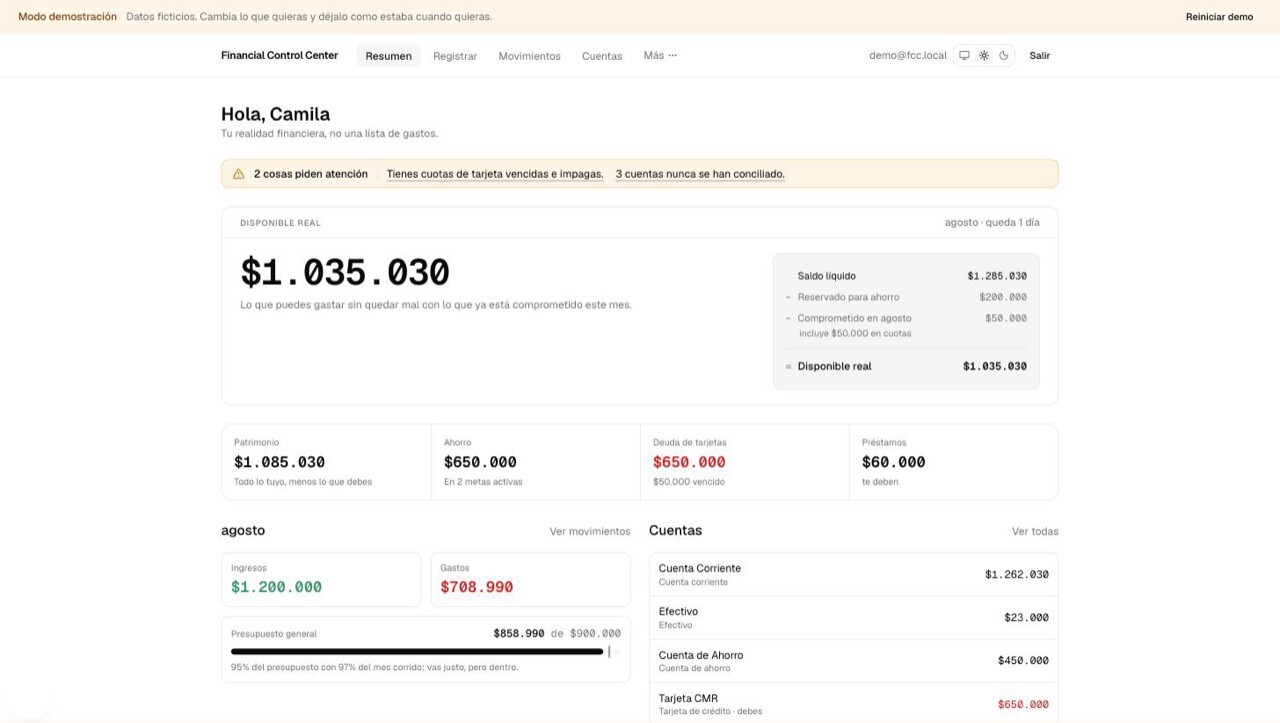 Modo demostración Datos ficticios. Cambia lo que quieras y déjalo como estaba cuando quieras. Reiniciar demo
Financial Control Center Resumen Registrar Movimientos Cuentas Más ··· demo@fcc.local Salir
Hola, Camila
Tu realidad financiera, no una lista de gastos.
2 cosas piden atención Tienes cuotas de tarjeta vencidas e impagas. 3 cuentas nunca se han conciliado.
DISPONIBLE REAL agosto · queda 1 día
$1.035.030
Lo que puedes gastar sin quedar mal con lo que ya está comprometido este mes.
Saldo líquido $1.285.030
− Reservado para ahorro $200.000
− Comprometido en agosto $50.000
incluye $50.000 en cuotas
= Disponible real $1.035.030
Patrimonio
$1.085.030
Todo lo tuyo, menos lo que debes
Ahorro
$650.000
En 2 metas activas
Deuda de tarjetas
$650.000
$50.000 vencido
Préstamos
$60.000
te deben
agosto Ver movimientos
Ingresos
$1.200.000
Gastos
$708.990
Presupuesto general $858.990 de $900.000
95% del presupuesto con 97% del mes corrido: vas justo, pero dentro.
Cuentas Ver todas
Cuenta Corriente $1.262.030
Cuenta corriente
Efectivo $23.000
Efectivo
Cuenta de Ahorro $450.000
Cuenta de ahorro
Tarjeta CMR $650.000
Tarjeta de crédito · debes